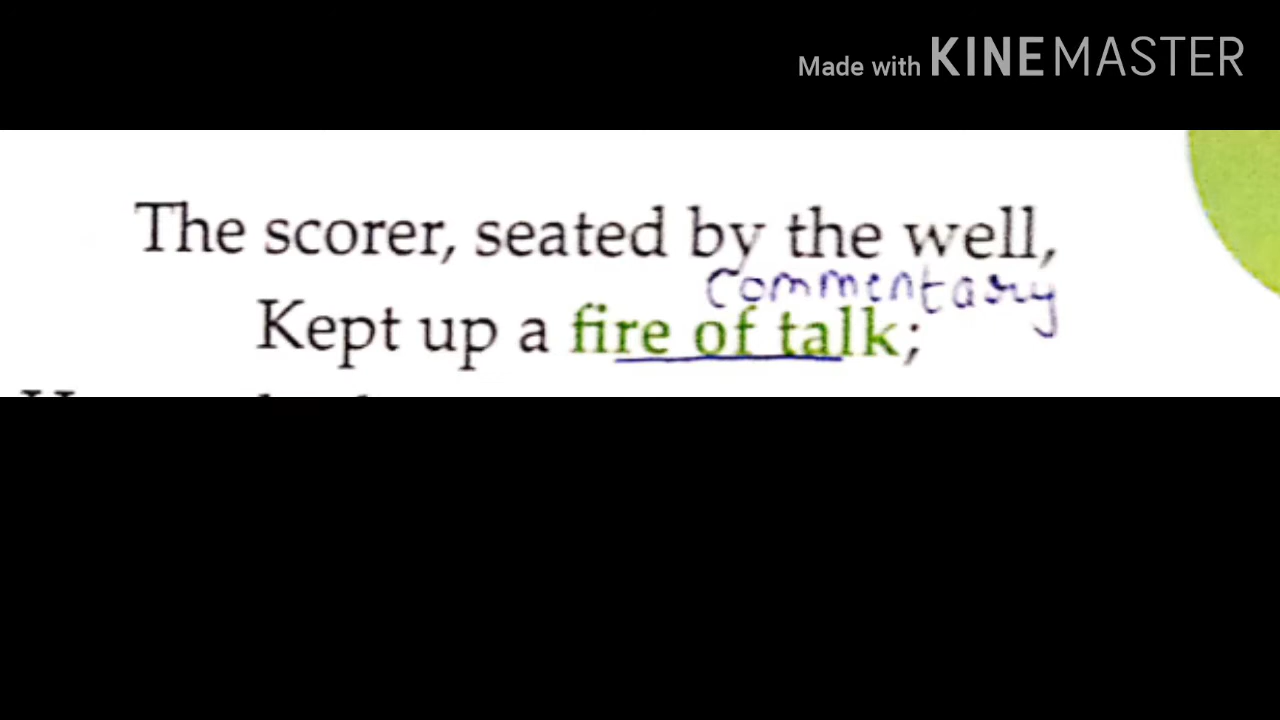 Made with KINEMASTER
The scorer, seated by the well,
Commentary
Kept up a fire of talk;